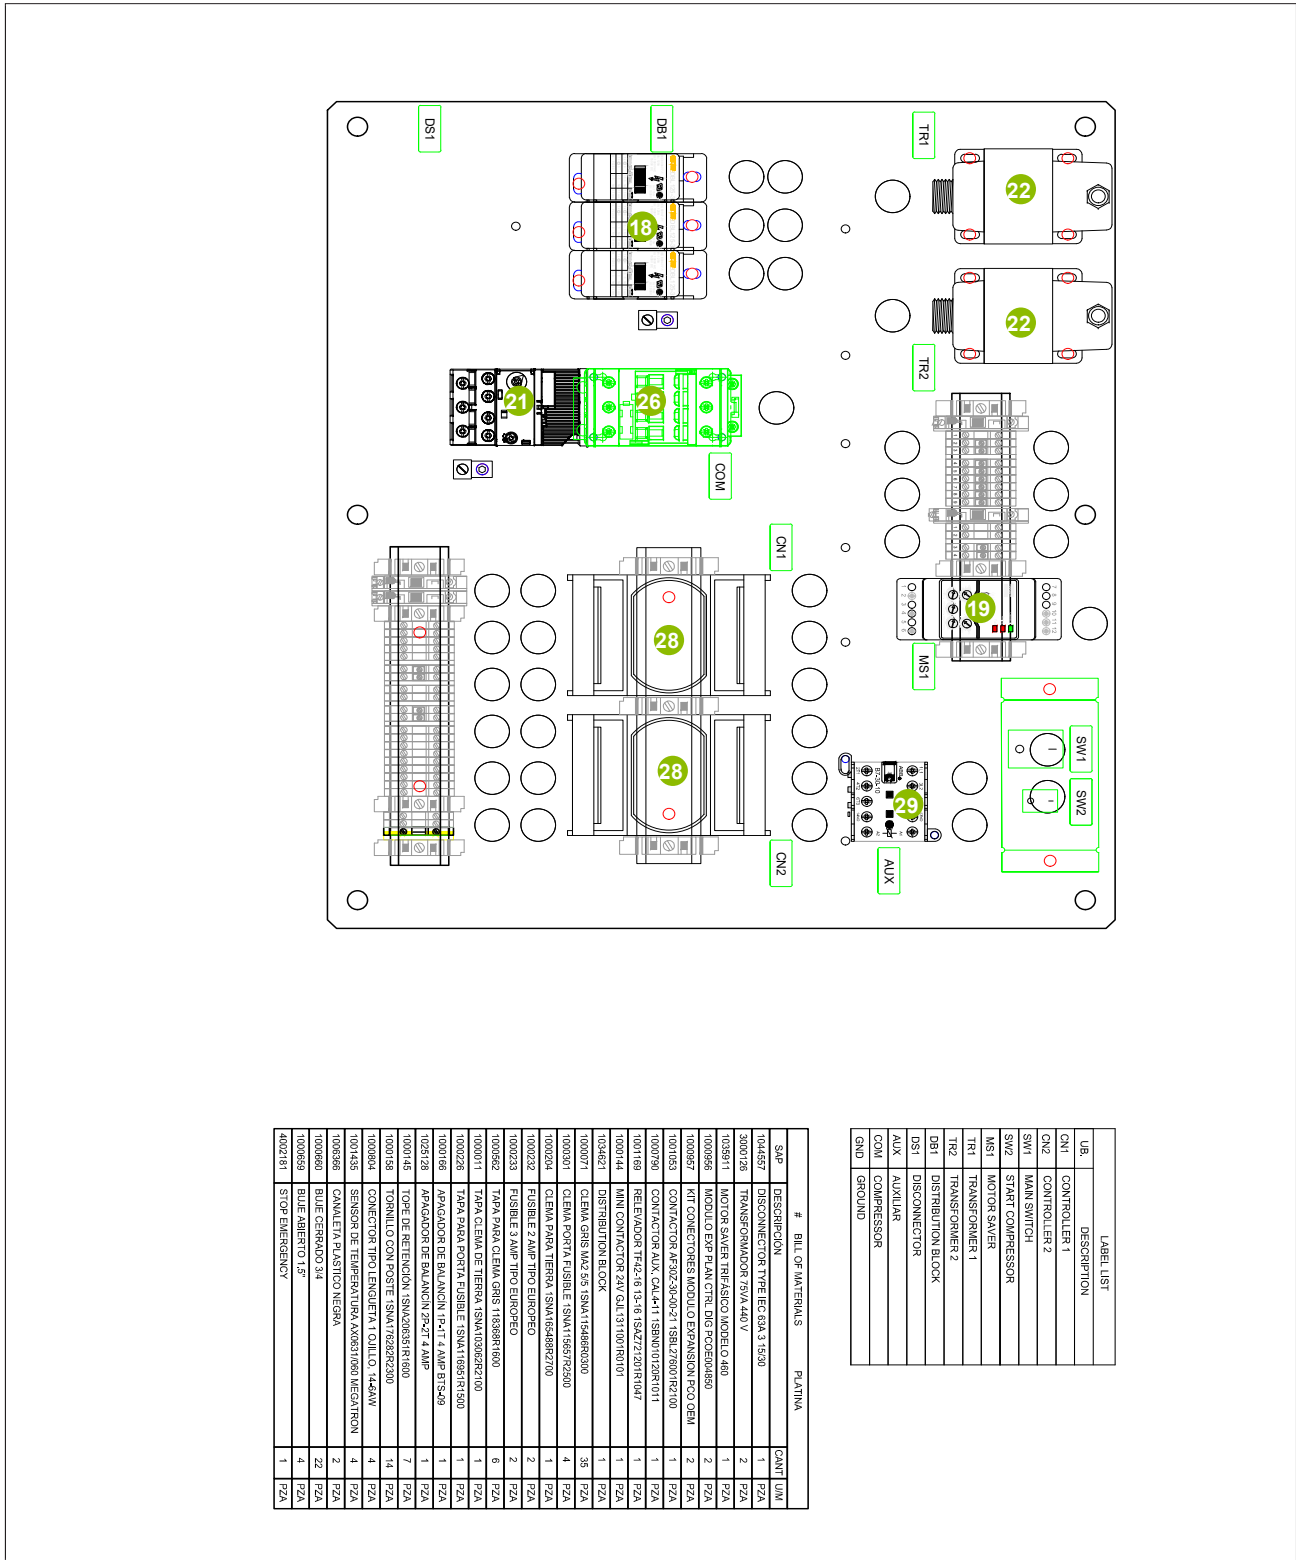 DS1
DB1
TR1
22
18
22
TR2
21
26
COM
CN1
19
MS1
28
28
SW1
SW2
29
AUX
CN2
LABEL LIST
UB. DESCRIPTION
CN1 CONTROLLER 1
CN2 CONTROLLER 2
SW1 MAIN SWITCH
SW2 START COMPRESSOR
MS1 MOTOR SAVER
TR1 TRANSFORMER 1
TR2 TRANSFORMER 2
DB1 DISTRIBUTION BLOCK
DS1 DISCONNECTOR
AUX AUXILIAR
COM COMPRESSOR
GND GROUND
# BILL OF MATERIALS PLATINA
SAP DESCRIPCIÓN CANT U/M
1044557 DISCONNECTOR TYPE IEC 63A 3 15/30 1 PZA
3000126 TRANSFORMADOR 75VA 440 V 2 PZA
1035911 MOTOR SAVER TRIFÁSICO MODELO 460 1 PZA
1000956 MODULO EXP PLAN CTRL DIG PCOE004850 2 PZA
1000957 KIT CONECTORES MODULO EXPANSION PCO OEM 2 PZA
1001053 CONTACTOR AF30Z-30-00-21 1SBL276001R2100 1 PZA
1000790 CONTACTOR AUX. CAL4-11 1SBN010120R1011 1 PZA
1001169 RELEVADOR TF42-16 13-16 1SAZ721201R1047 1 PZA
1000144 MINI CONTACTOR 24V GJL1311001R0101 1 PZA
1034621 DISTRIBUTION BLOCK 1 PZA
1000071 CLEMA GRIS MA2 5/5 1SNA115486R0300 35 PZA
1000301 CLEMA PORTA FUSIBLE 1SNA115657R2500 4 PZA
1000204 CLEMA PARA TIERRA 1SNA165488R2700 1 PZA
1000232 FUSIBLE 2 AMP TIPO EUROPEO 2 PZA
1000233 FUSIBLE 3 AMP TIPO EUROPEO 2 PZA
1000562 TAPA PARA CLEMA GRIS 118368R1600 6 PZA
1000011 TAPA CLEMA DE TIERRA 1SNA103062R2100 1 PZA
1000226 TAPA PARA PORTA FUSIBLE 1SNA116951R1500 1 PZA
1000166 APAGADOR DE BALANCÍN 1P-1T 4 AMP BTS-09 1 PZA
1025128 APAGADOR DE BALANCÍN 2P-2T 4 AMP 1 PZA
1000145 TOPE DE RETENCIÓN 1SNA206351R1600 7 PZA
1000158 TORNILLO CON POSTE 1SNA176282R2300 14 PZA
1000804 CONECTOR TIPO LENGUETA 1 OJILLO, 14-6AW 4 PZA
1001435 SENSOR DE TEMPERATURA AX0631/060 MEGATRON 4 PZA
1006366 CANALETA PLASTICO NEGRA 2 PZA
1000660 BUJE CERRADO 3/4 22 PZA
1000659 BUJE ABIERTO 1,5" 4 PZA
4002181 STOP EMERGENCY 1 PZA